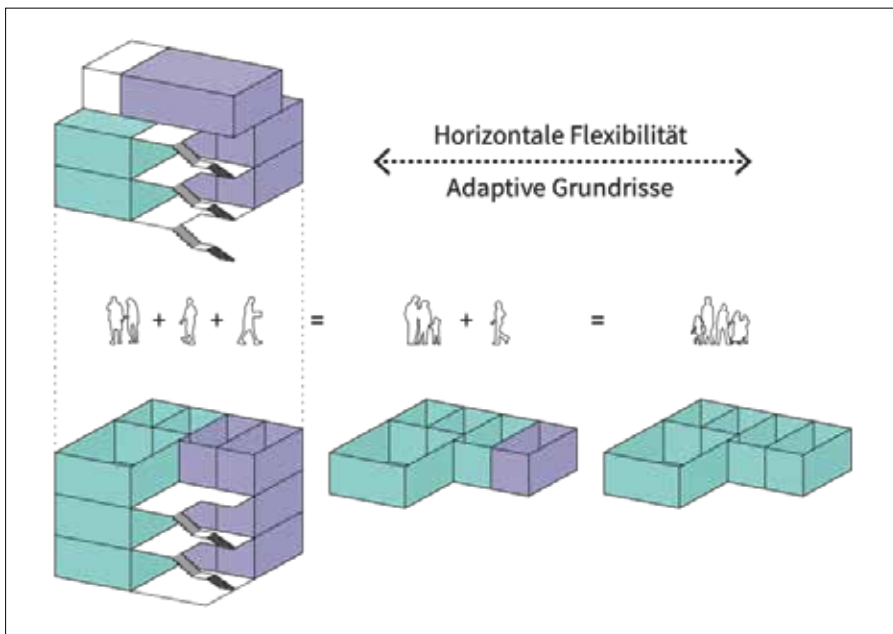 Horizontale Flexibilität
Adaptive Grundrisse
+ + = + =